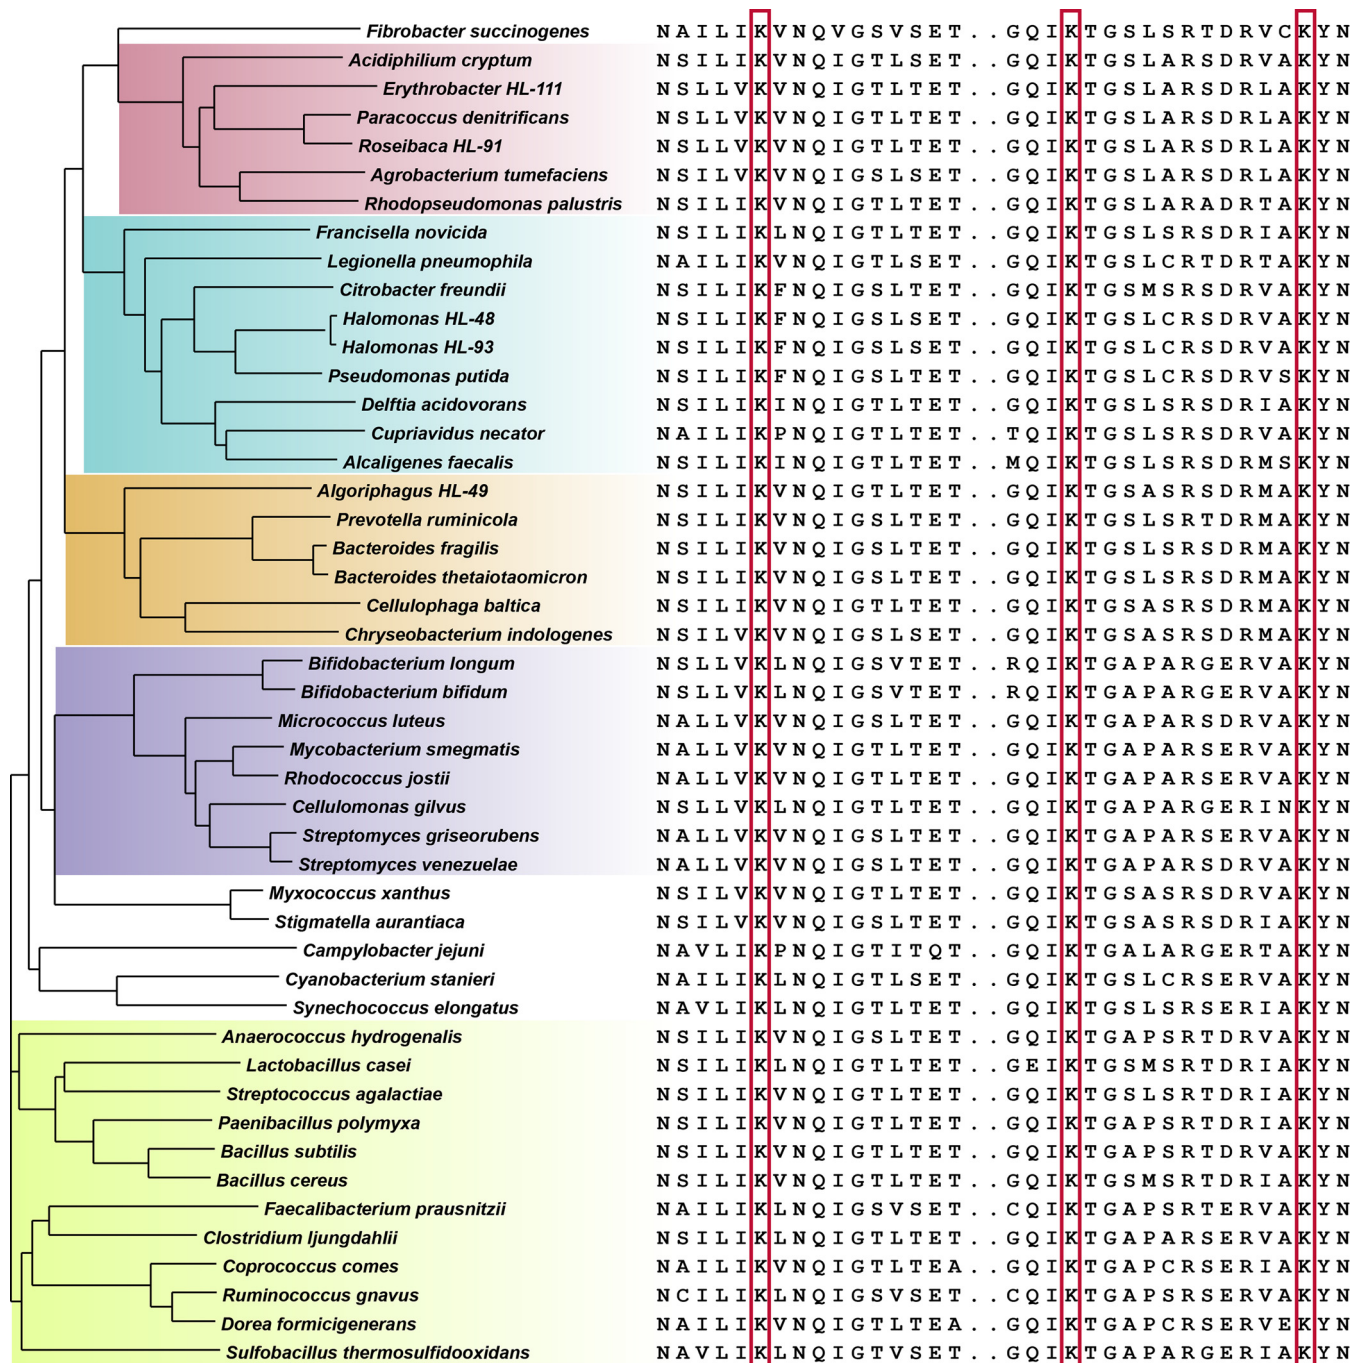 Fibrobacter succinogenes NAILIKVNQVGSVSET..GQIKTGSLSRTDRVCKYN
Acidiphilium cryptum NSILIKVNQIGTLSET..GQIKTGSLARSDRVAKYN
Erythrobacter HL-111 NSLLVKVNQIGTLTET..GQIKTGSLARSDRLAKYN
Paracoccus denitrificans NSLLVKVNQIGTLTET..GQIKTGSLARSDRLAKYN
Roseibaca HL-91 NSLLVKVNQIGTLTET..GQIKTGSLARSDRLAKYN
Agrobacterium tumefaciens NSILVKVNQIGSLSET..GQIKTGSLARSDRLAKYN
Rhodopseudomonas palustris NSILIKVNQIGTLTET..GQIKTGSLARADRTAKYN
Francisella novicida NSILIKLNQIGTLTET..GQIKTGSLSRSDRIAKYN
Legionella pneumophila NAILIKVNQIGTLSET..GQIKTGSLCRTDRTAKYN
Citrobacter freundii NSILIKFNQIGSLTET..GQIKTGSMSRSDRVAKYN
Halomonas HL-48 NSILIKFNQIGSLSET..GQIKTGSLCRSDRVAKYN
Halomonas HL-93 NSILIKFNQIGSLSET..GQIKTGSLCRSDRVAKYN
Pseudomonas putida NSILIKFNQIGSLTET..GQIKTGSLCRSDRVSKYN
Delftia acidovorans NSILIKINQIGTLTET..GQIKTGSLSRSDRIAKYN
Cupriavidus necator NAILIKPNQIGTLTET..TQIKTGSLSRSDRVAKYN
Alcaligenes faecalis NSILIKINQIGTLTET..MQIKTGSLSRSDRMSKYN
Algoriphagus HL-49 NSILIKVNQIGTLTET..GQIKTGSASRSDRMAKYN
Prevotella ruminicola NSILIKVNQIGSLTET..GQIKTGSLSRTDRMAKYN
Bacteroides fragilis NSILIKVNQIGSLTET..GQIKTGSLSRSDRMAKYN
Bacteroides thetaiotaomicron NSILIKVNQIGSLTET..GQIKTGSLSRSDRMAKYN
Cellulophaga baltica NSILIKVNQIGTLTET..GQIKTGSASRSDRMAKYN
Chryseobacterium indologenes NSILVKVNQIGSLSET..GQIKTGSASRSDRMAKYN
Bifidobacterium longum NSLLVKLNQIGSVTET..RQIKTGAPARGERVAKYN
Bifidobacterium bifidum NSLLVKLNQIGSVTET..RQIKTGAPARGERVAKYN
Micrococcus luteus NALLVKVNQIGSLTET..GQIKTGAPARSDRVAKYN
Mycobacterium smegmatis NALLVKVNQIGTLTET..GQIKTGAPARSERVAKYN
Rhodococcus jostii NALLVKVNQIGTLTET..GQIKTGAPARSERVAKYN
Cellulomonas gilvus NSLLVKLNQIGTLTET..GQIKTGAPARGERINKYN
Streptomyces griseorubens NALLVKVNQIGSLTET..GQIKTGAPARSERVAKYN
Streptomyces venezuelae NALLVKVNQIGSLTET..GQIKTGAPARSDRVAKYN
Myxococcus xanthus NSILVKVNQIGTLTET..GQIKTGSASRSDRVAKYN
Stigmatella aurantiaca NSILVKVNQIGSLTET..GQIKTGSASRSDRIAKYN
Campylobacter jejuni NAVLIKPNQIGTITQT..GQIKTGALARGERTAKYN
Cyanobacterium stanieri NAILIKLNQIGTLSET..GQIKTGSLCRSERVAKYN
Synechococcus elongatus NAVLIKLNQIGTLTET..GQIKTGSLSRSERIAKYN
Anaerococcus hydrogenalis NSILIKVNQIGSLTET..GQIKTGAPSRTDRVAKYN
Lactobacillus casei NSILIKLNQIGTLTET..GEIKTGSMSRTDRIAKYN
Streptococcus agalactiae NSILIKLNQIGTLTET..GQIKTGSLSRTDRIAKYN
Paenibacillus polymyxa NSILIKLNQIGTLTET..GQIKTGAPSRTDRIAKYN
Bacillus subtilis NSILIKLNQIGTLTET..GQIKTGAPSRTDRVAKYN
Bacillus cereus NSILIKLNQIGTLTET..GQIKTGSMSRTDRIAKYN
Faecalibacterium prausnitzii NAILIKLNQIGSVSET..CQIKTGAPSRTERVAKYN
Clostridium ljungdahlii NSILIKLNQIGTLTET..GQIKTGAPARSERVAKYN
Coprococcus comes NAILIKVNQIGTLTEA..GQIKTGAPCRSERIAKYN
Ruminococcus gnavus NCILIKLNQIGSVSET..CQIKTGAPSRSERVAKYN
Dorea formicigenerans NAILIKVNQIGTLTEA..GQIKTGAPCRSERVEKYN
Sulfobacillus thermosulfidooxidans NAVLIKLNQIGTVSET..GQIKTGAPARGERIAKYN